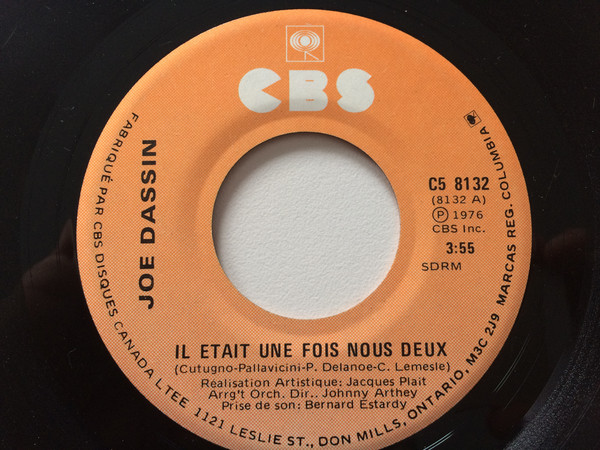 CBS
JOE DASSIN
C5 8132
(8132 A)
Ⓟ 1976
CBS Inc.
3:55
SDRM
IL ETAIT UNE FOIS NOUS DEUX
(Cutugno-Pallavicini-P. Delanoe-C. Lemesle)
Réalisation Artistique: Jacques Plait
Arrg't Orch. Dir.. Johnny Arthey
Prise de son: Bernard Estardy
FABRIQUÉ PAR CBS DISQUES CANADA LTEE 1121 LESLIE ST., DON MILLS, ONTARIO, M3C 2J9 MARCAS REG. COLUMBIA